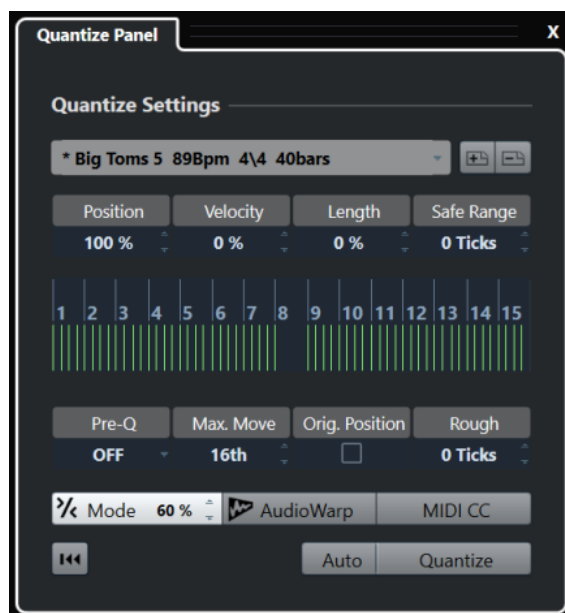 Quantize Panel X
Quantize Settings
* Big Toms 5 89Bpm 4\4 40bars
Position Velocity Length Safe Range
100 % 0 % 0 % 0 Ticks
1 2 3 4 5 6 7 8 9 10 11 12 13 14 15
Pre-Q Max. Move Orig. Position Rough
OFF 16th 0 Ticks
Mode 60 % AudioWarp MIDI CC
Auto Quantize